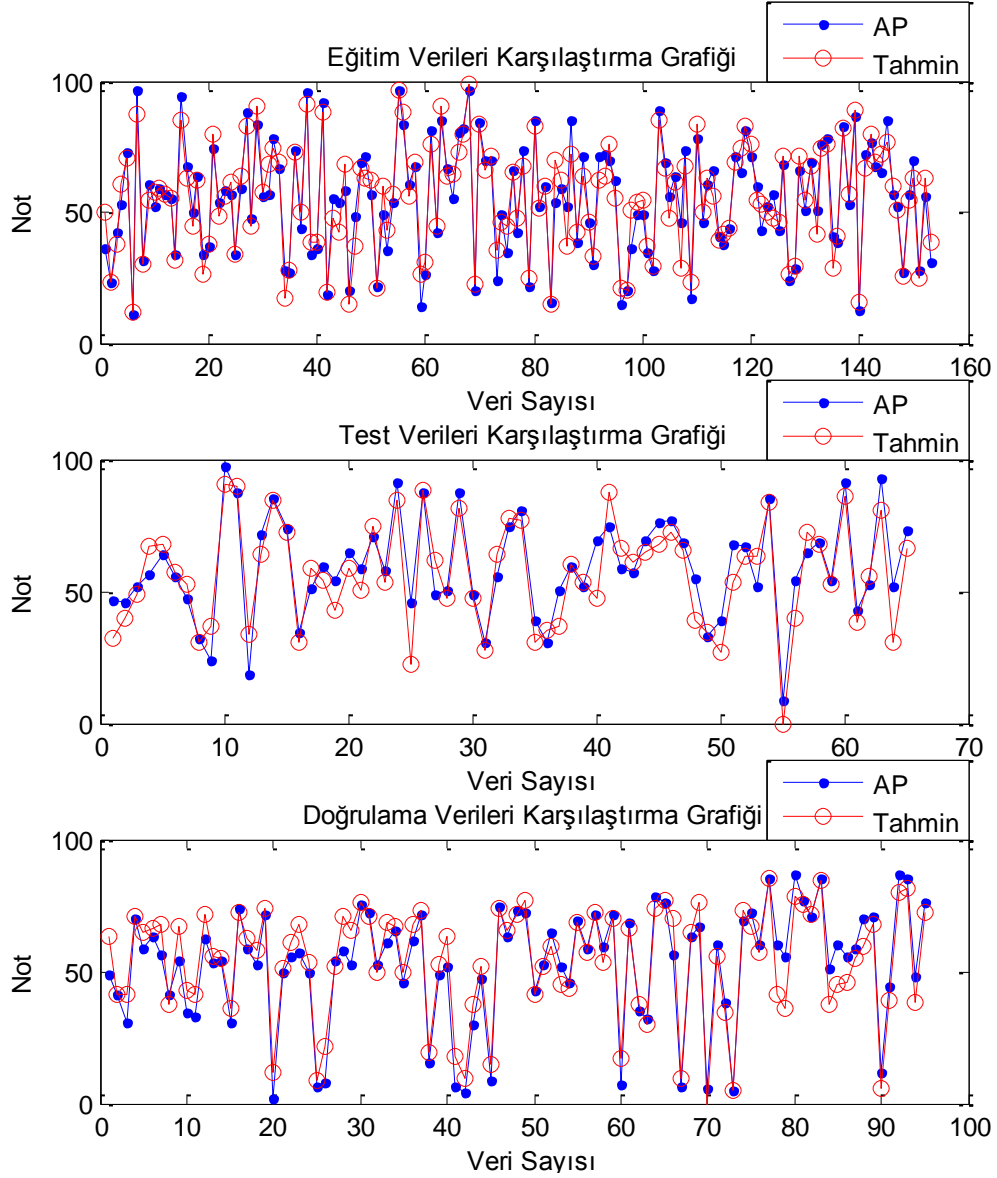 AP
Tahmin
Eğitim Verileri Karşılaştırma Grafiği
100
50
0
Not
0 20 40 60 80 100 120 140 160
Veri Sayısı
AP
Tahmin
Test Verileri Karşılaştırma Grafiği
100
50
0
Not
0 10 20 30 40 50 60 70
Veri Sayısı
AP
Tahmin
Doğrulama Verileri Karşılaştırma Grafiği
100
50
0
Not
0 10 20 30 40 50 60 70 80 90 100
Veri Sayısı